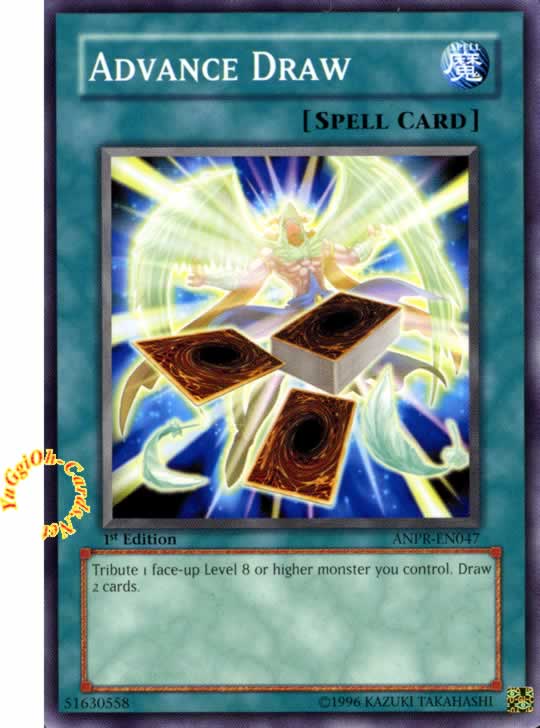 ADVANCE DRAW
魔
[SPELL CARD]
YuGgiOh-Cards.Net
1st Edition
ANPR-EN047
Tribute 1 face-up Level 8 or higher monster you control. Draw
2 cards.
51630558
©1996 KAZUKI TAKAHASHI